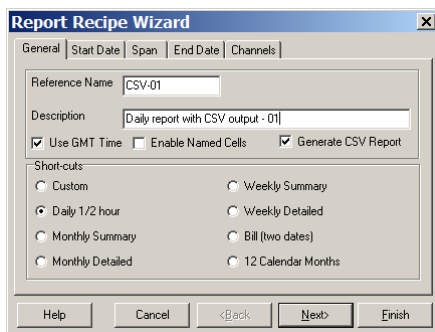 Report Recipe Wizard
General Start Date Span End Date Channels
Reference Name CSV-01
Description Daily report with CSV output - 01
Use GMT Time Enable Named Cells Generate CSV Report
Short-cuts
Custom Weekly Summary
Daily 1/2 hour Weekly Detailed
Monthly Summary Bill (two dates)
Monthly Detailed 12 Calendar Months
Help Cancel <Back Next> Finish